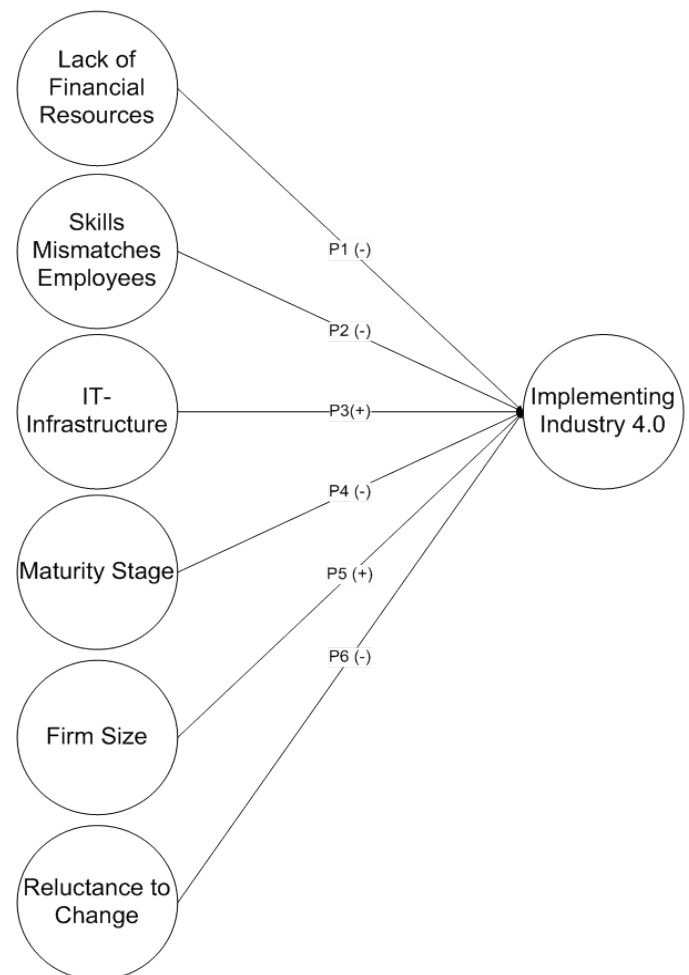 Lack of
Financial
Resources
P1 (-)
Skills
Mismatches
Employees
P2 (-)
IT-
Infrastructure
P3(+)
Implementing
Industry 4.0
P4 (-)
Maturity Stage
P5 (+)
Firm Size
P6 (-)
Reluctance to
Change